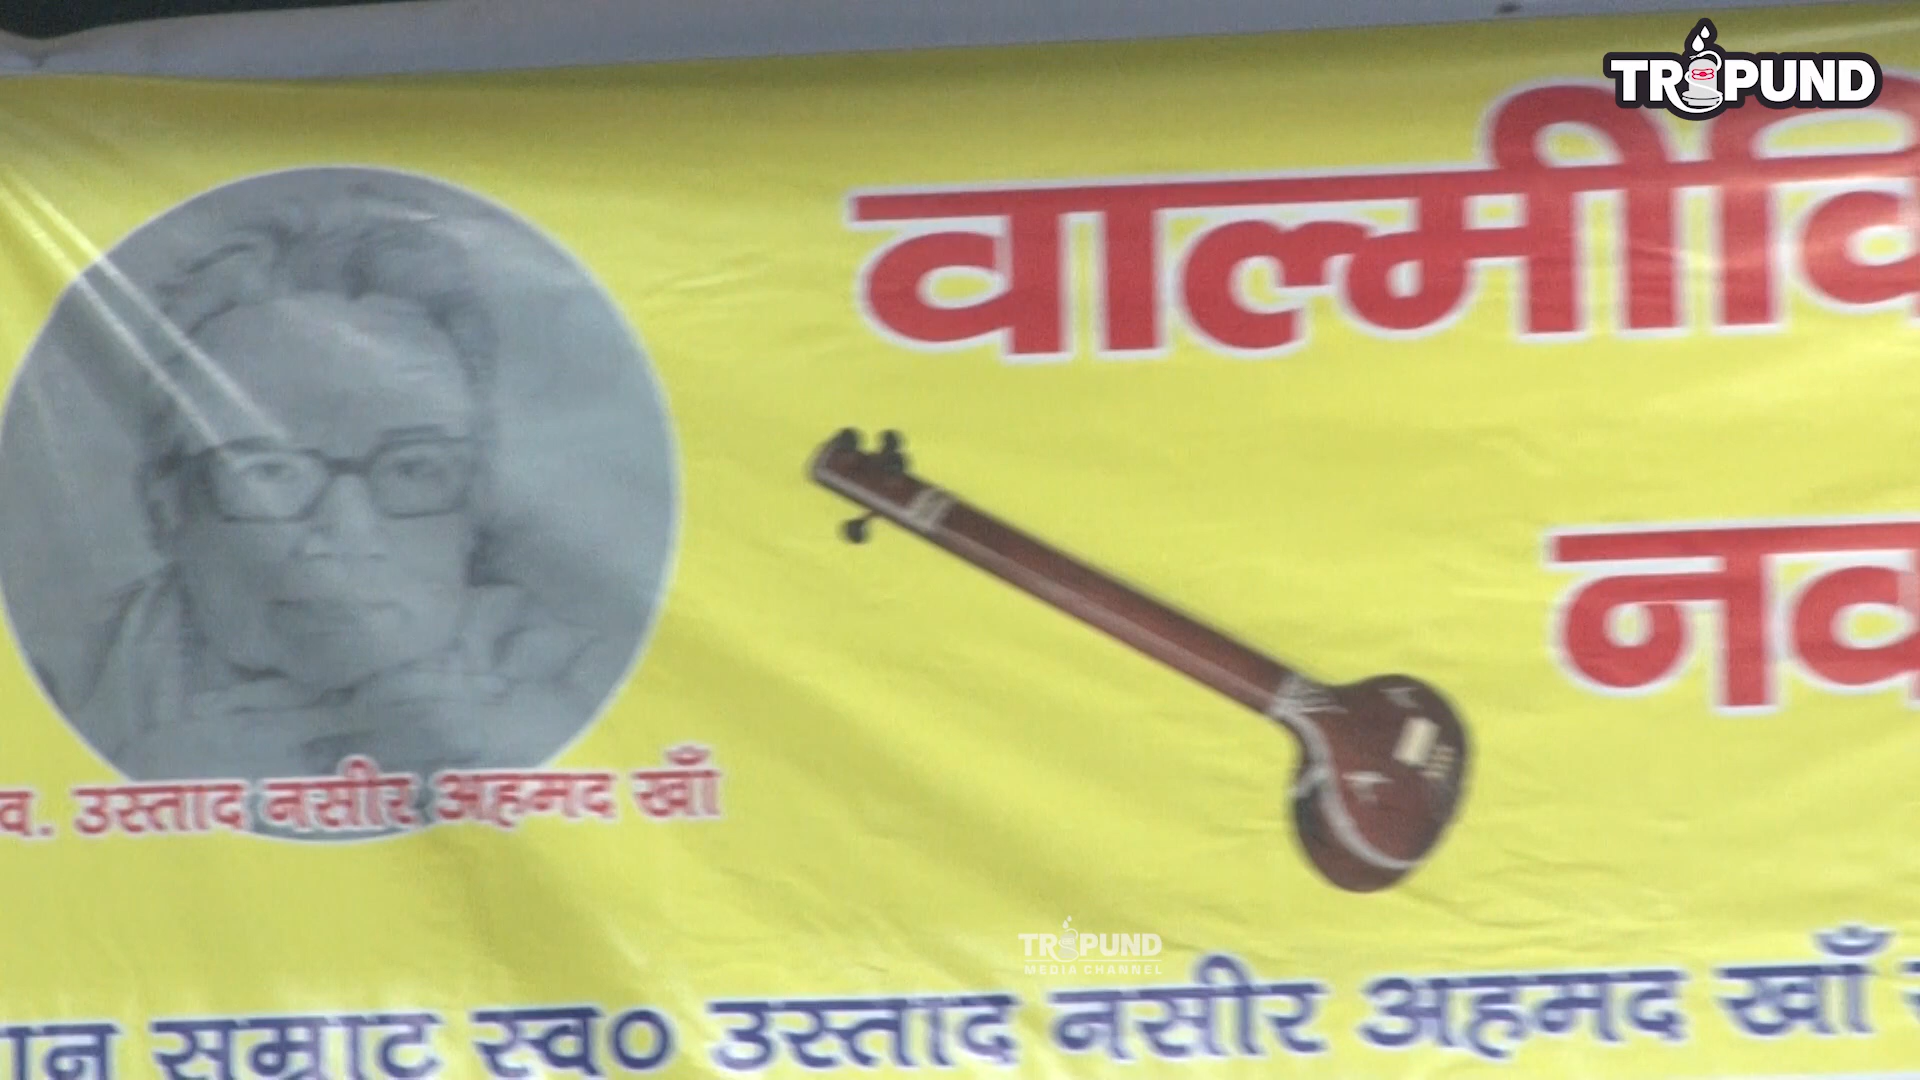 TRIPUND
वाल्मीकि
नव
स्व. उस्ताद नसीर अहमद खाँ
TRIPUND
MEDIA CHANNEL
सम्राट स्व० उस्ताद नसीर अहमद खाँ